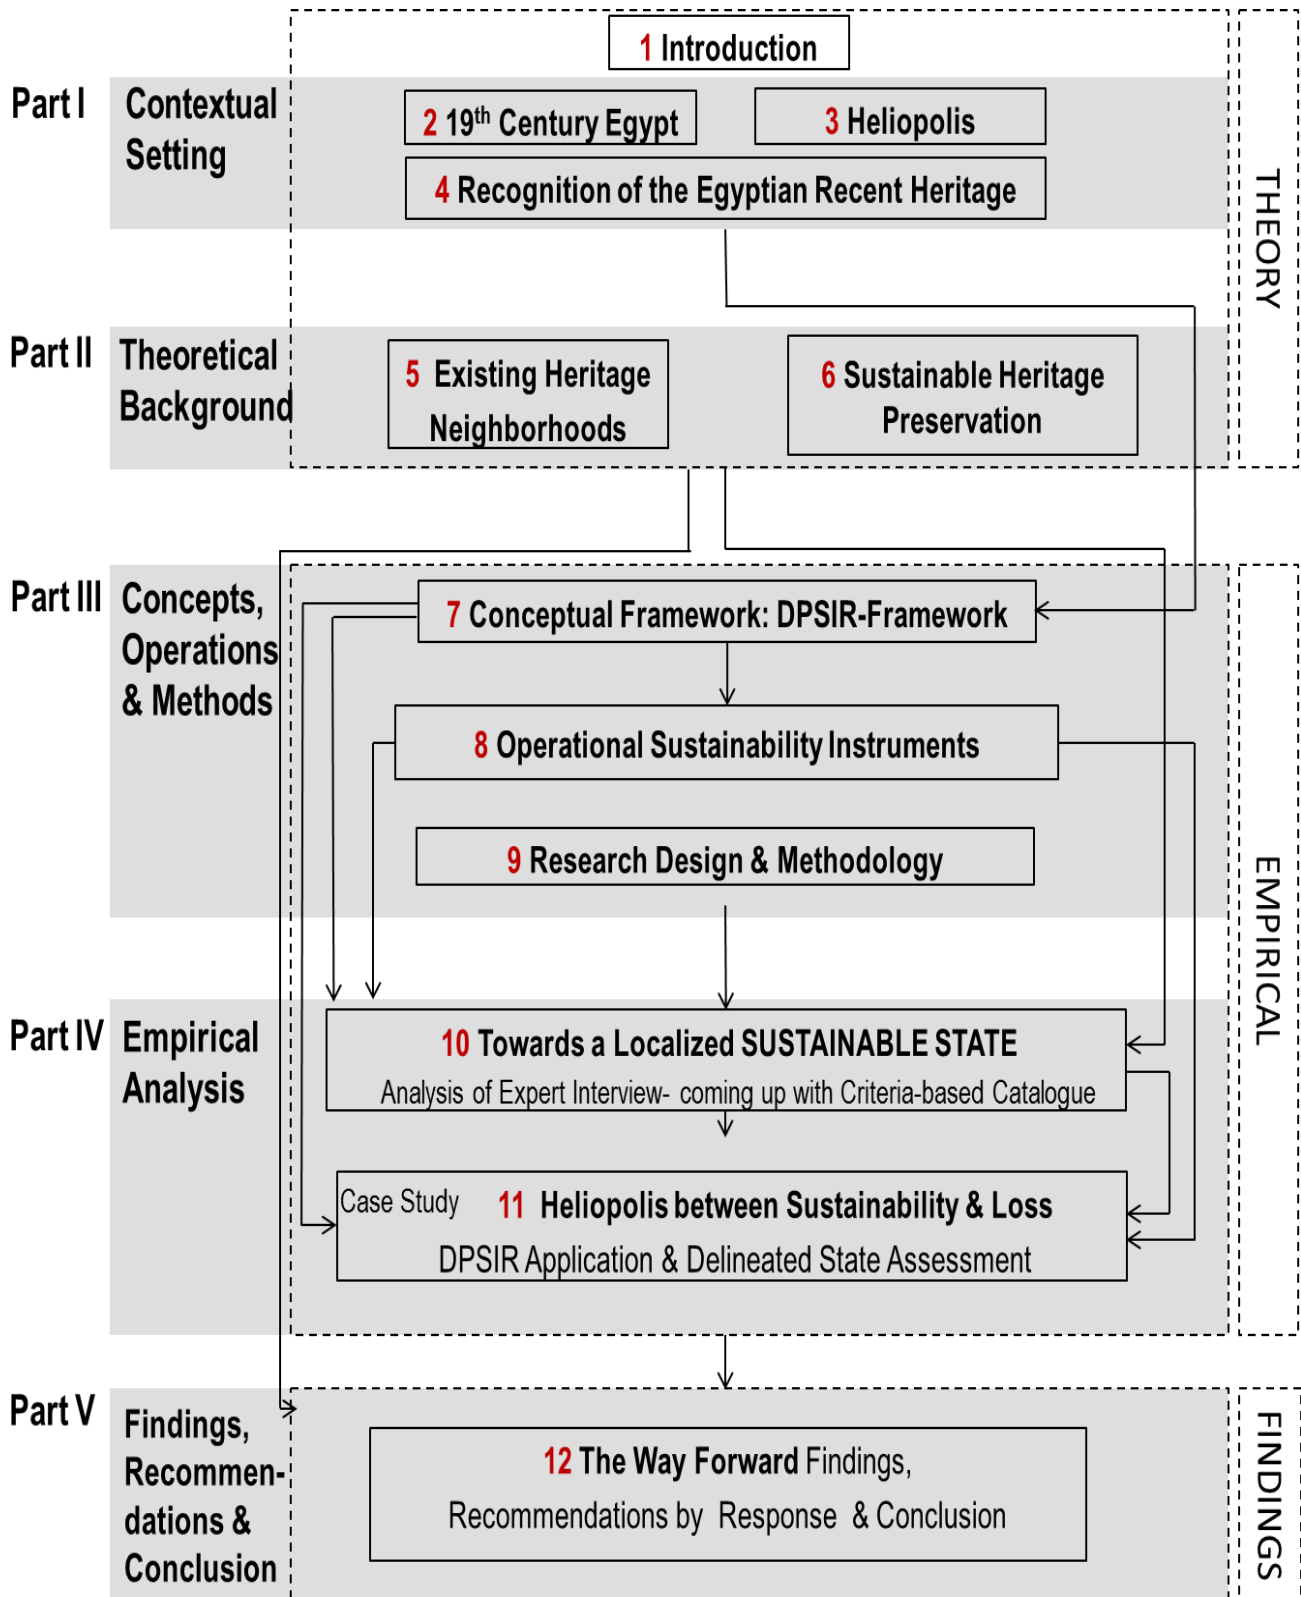 1 Introduction
Part I
Contextual
Setting
2 19th Century Egypt
3 Heliopolis
4 Recognition of the Egyptian Recent Heritage
THEORY
Part II
Theoretical
Background
5 Existing Heritage
Neighborhoods
6 Sustainable Heritage
Preservation
Part III
Concepts,
Operations
& Methods
7 Conceptual Framework: DPSIR-Framework
8 Operational Sustainability Instruments
9 Research Design & Methodology
EMPIRICAL
Part IV
Empirical
Analysis
10 Towards a Localized SUSTAINABLE STATE
Analysis of Expert Interview- coming up with Criteria-based Catalogue
Case Study 11 Heliopolis between Sustainability & Loss
DPSIR Application & Delineated State Assessment
Part V
Findings,
Recommen-
dations &
Conclusion
12 The Way Forward Findings,
Recommendations by Response & Conclusion
FINDINGS